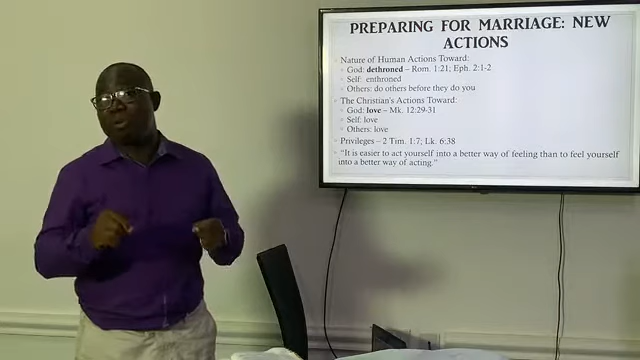 PREPARING FOR MARRIAGE: NEW
ACTIONS
Nature of Human Actions Toward:
God: dethroned – Rom. 1:21; Eph. 2:1-2
Self: enthroned
Others: do others before they do you
The Christian's Actions Toward:
God: love – Mk. 12:29-31
Self: love
Others: love
Privileges – 2 Tim. 1:7; Lk. 6:38
"It is easier to act yourself into a better way of feeling than to feel yourself
into a better way of acting."